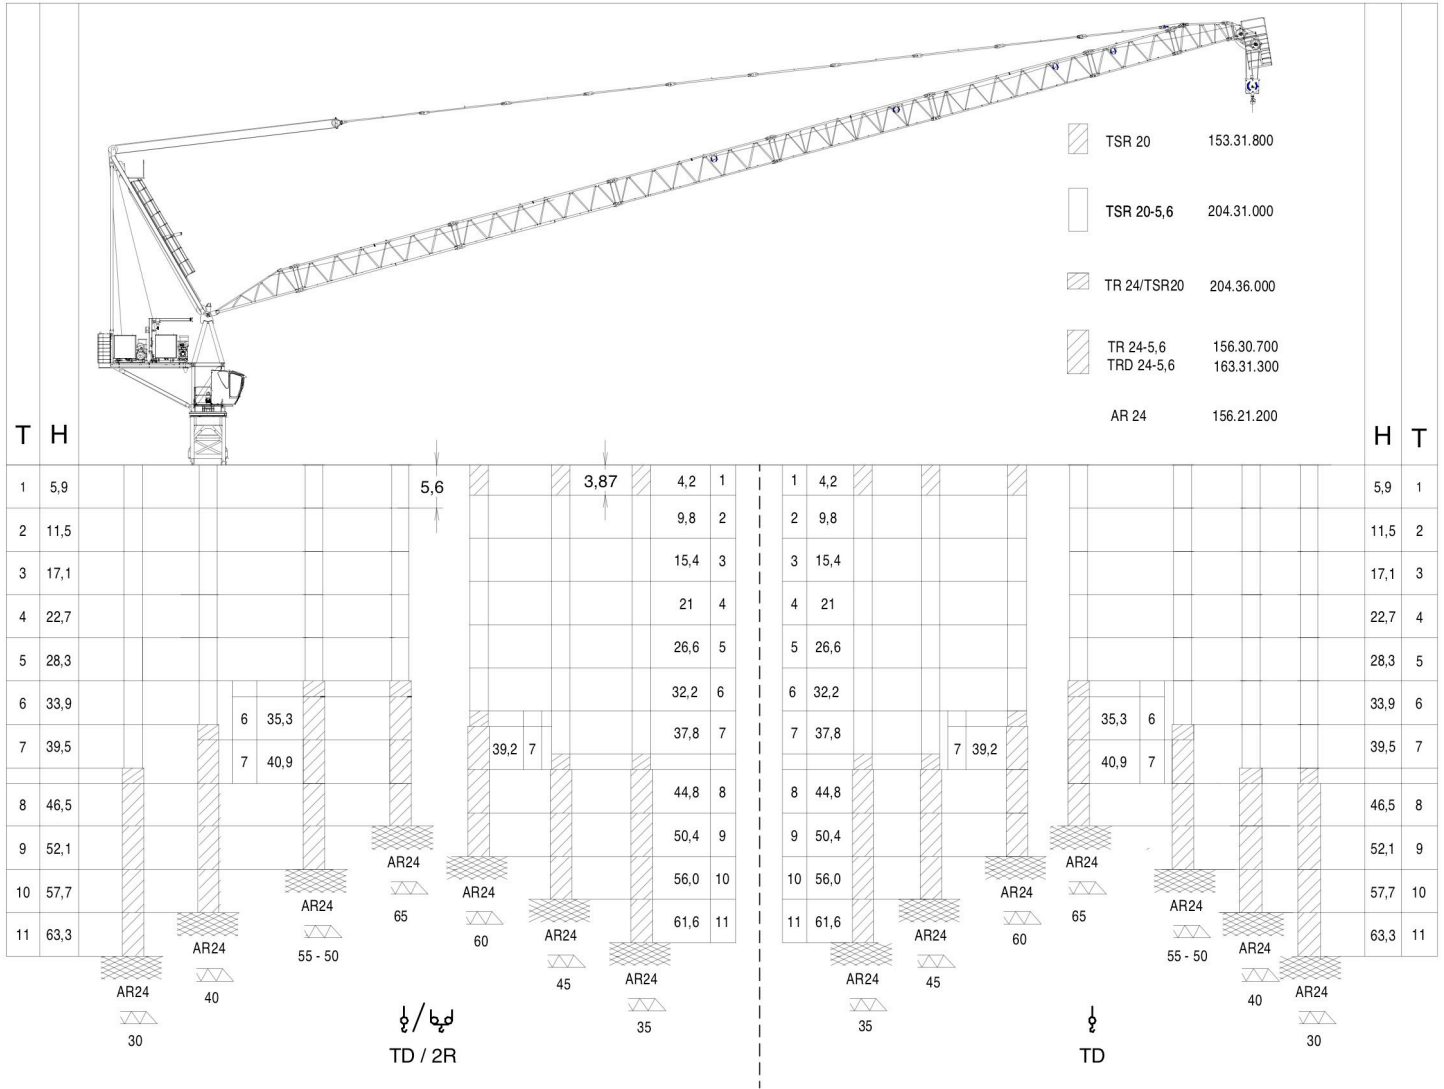 TSR 20 153.31.800
TSR 20-5,6 204.31.000
TR 24/TSR20 204.36.000
TR 24-5,6 156.30.700
TRD 24-5,6 163.31.300
AR 24 156.21.200
T H H T
1 5,9 5,6 3,87 4,2 1 1 4,2 5,9 1
2 11,5 9,8 2 2 9,8 11,5 2
3 17,1 15,4 3 3 15,4 17,1 3
4 22,7 21 4 4 21 22,7 4
5 28,3 26,6 5 5 26,6 28,3 5
6 33,9 32,2 6 6 32,2 33,9 6
6 35,3 35,3 6
7 39,5 37,8 7 7 37,8 39,5 7
39,2 7 7 39,2
7 40,9 40,9 7
8 46,5 44,8 8 8 44,8 46,5 8
9 52,1 50,4 9 9 50,4 52,1 9
AR24 AR24
10 57,7 AR24 56,0 10 10 56,0 AR24 57,7 10
AR24 65 65 AR24
11 63,3 61,6 11 11 61,6 63,3 11
AR24 60 AR24 AR24 60 AR24
55 - 50 55 - 50
AR24 AR24 AR24 AR24
40 45 45 40
30 35 35 30
TD / 2R TD